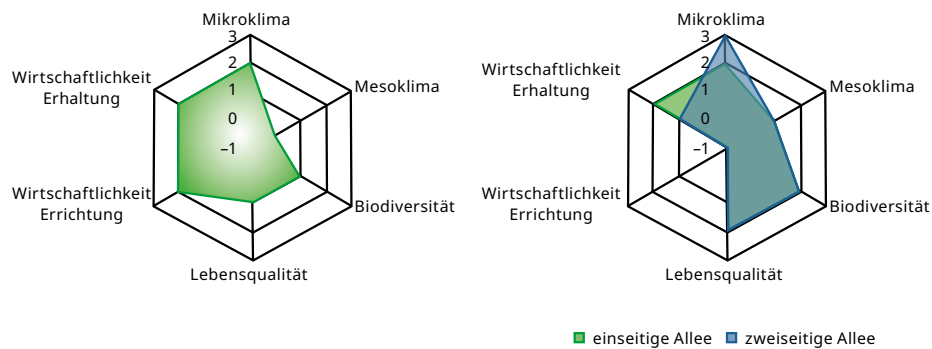 Mikroklima
3
2
1
0
–1
Mesoklima
Biodiversität
Lebensqualität
Wirtschaftlichkeit
Errichtung
Wirtschaftlichkeit
Erhaltung
Mikroklima
3
2
1
0
–1
Mesoklima
Biodiversität
Lebensqualität
Wirtschaftlichkeit
Errichtung
Wirtschaftlichkeit
Erhaltung
einseitige Allee
zweiseitige Allee